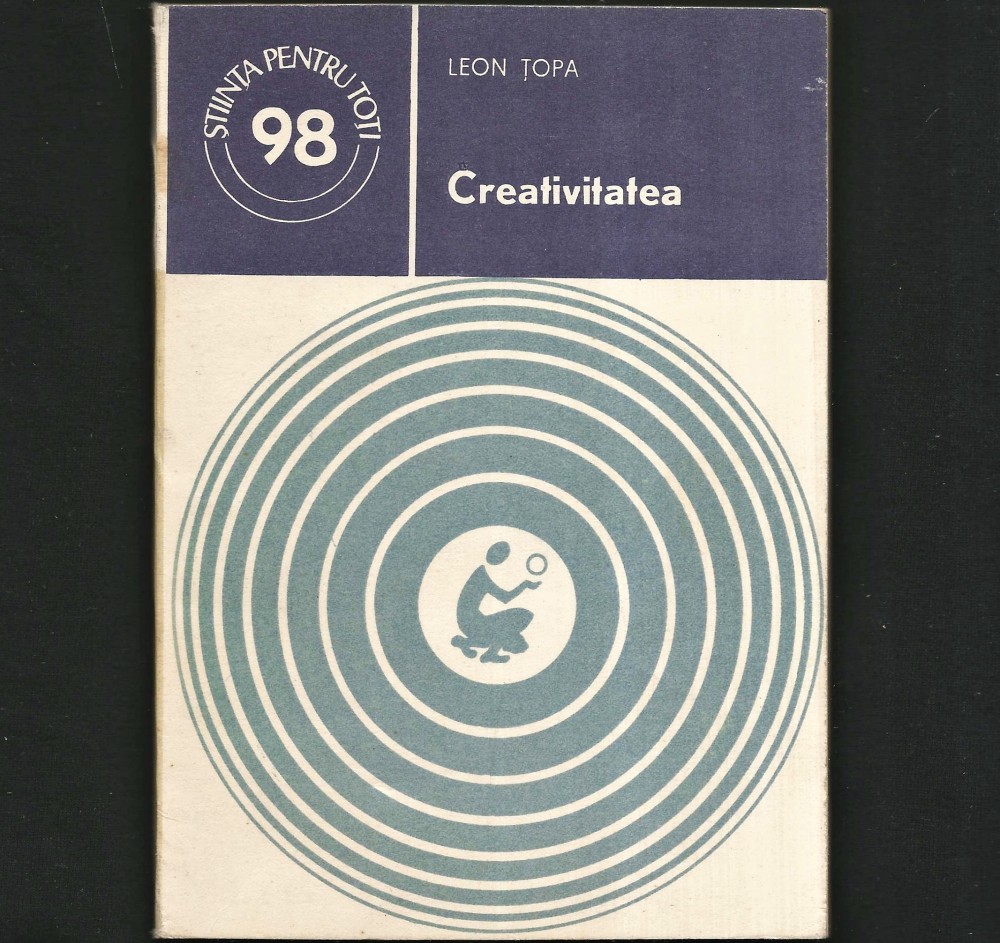 ȘTIINȚA PENTRU TOȚI
98
LEON ȚOPA
Creativitatea